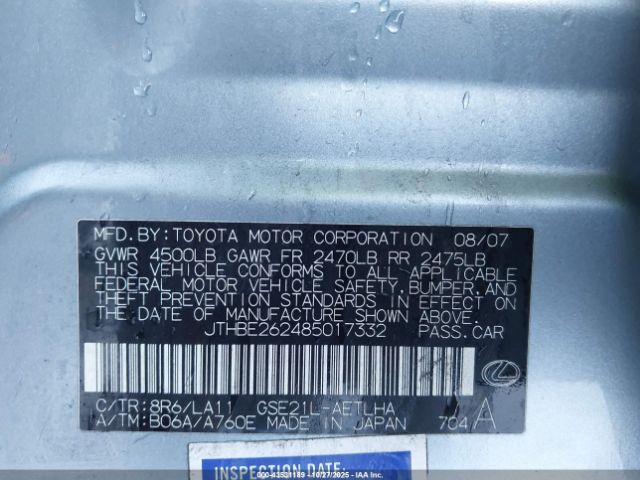 MFD. BY: TOYOTA MOTOR CORPORATION 08/07
GVWR 4500LB GAWR FR 2470LB RR 2475LB
THIS VEHICLE CONFORMS TO ALL APPLICABLE
FEDERAL MOTOR VEHICLE SAFETY, BUMPER, AND
THEFT PREVENTION STANDARDS IN EFFECT ON
THE DATE OF MANUFACTURE SHOWN ABOVE.
JTHBE262485017332 PASS. CAR
C/TR: 8R6/LA11 GSE21L-AETLHA
A/TM: B06A/A760E MADE IN JAPAN 704 A
INSPECTION DATE:
000-43531189 - 10/27/2025 - IAAI Inc.